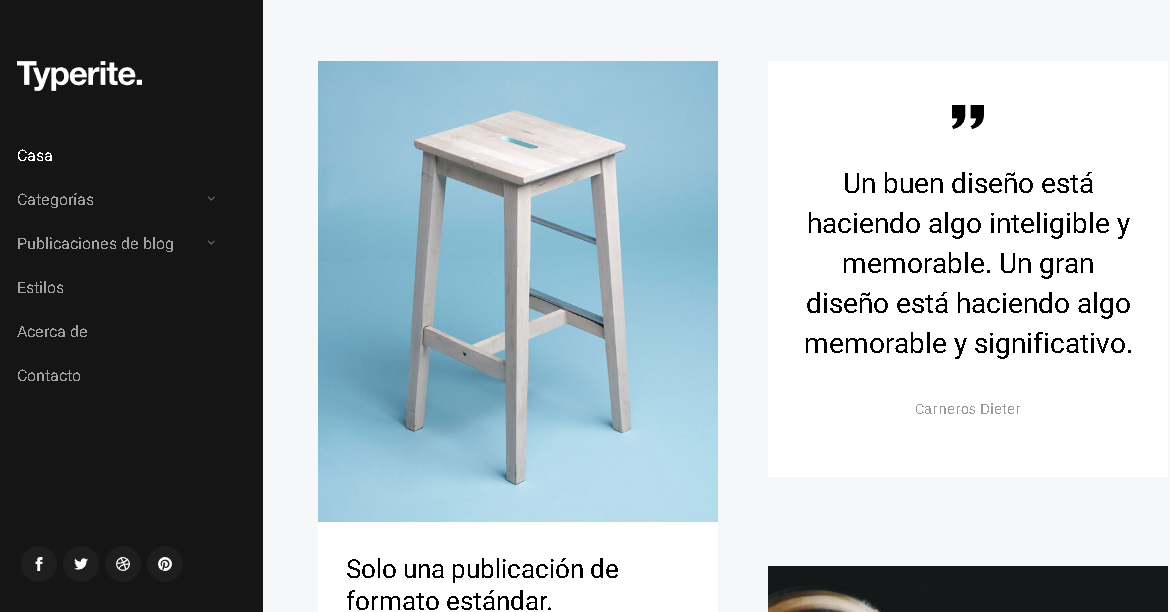 Typerite.
Casa
Categorías
Publicaciones de blog
Estilos
Acerca de
Contacto
Un buen diseño está
haciendo algo inteligible y
memorable. Un gran
diseño está haciendo algo
memorable y significativo.
Carneros Dieter
Solo una publicación de
formato estándar.